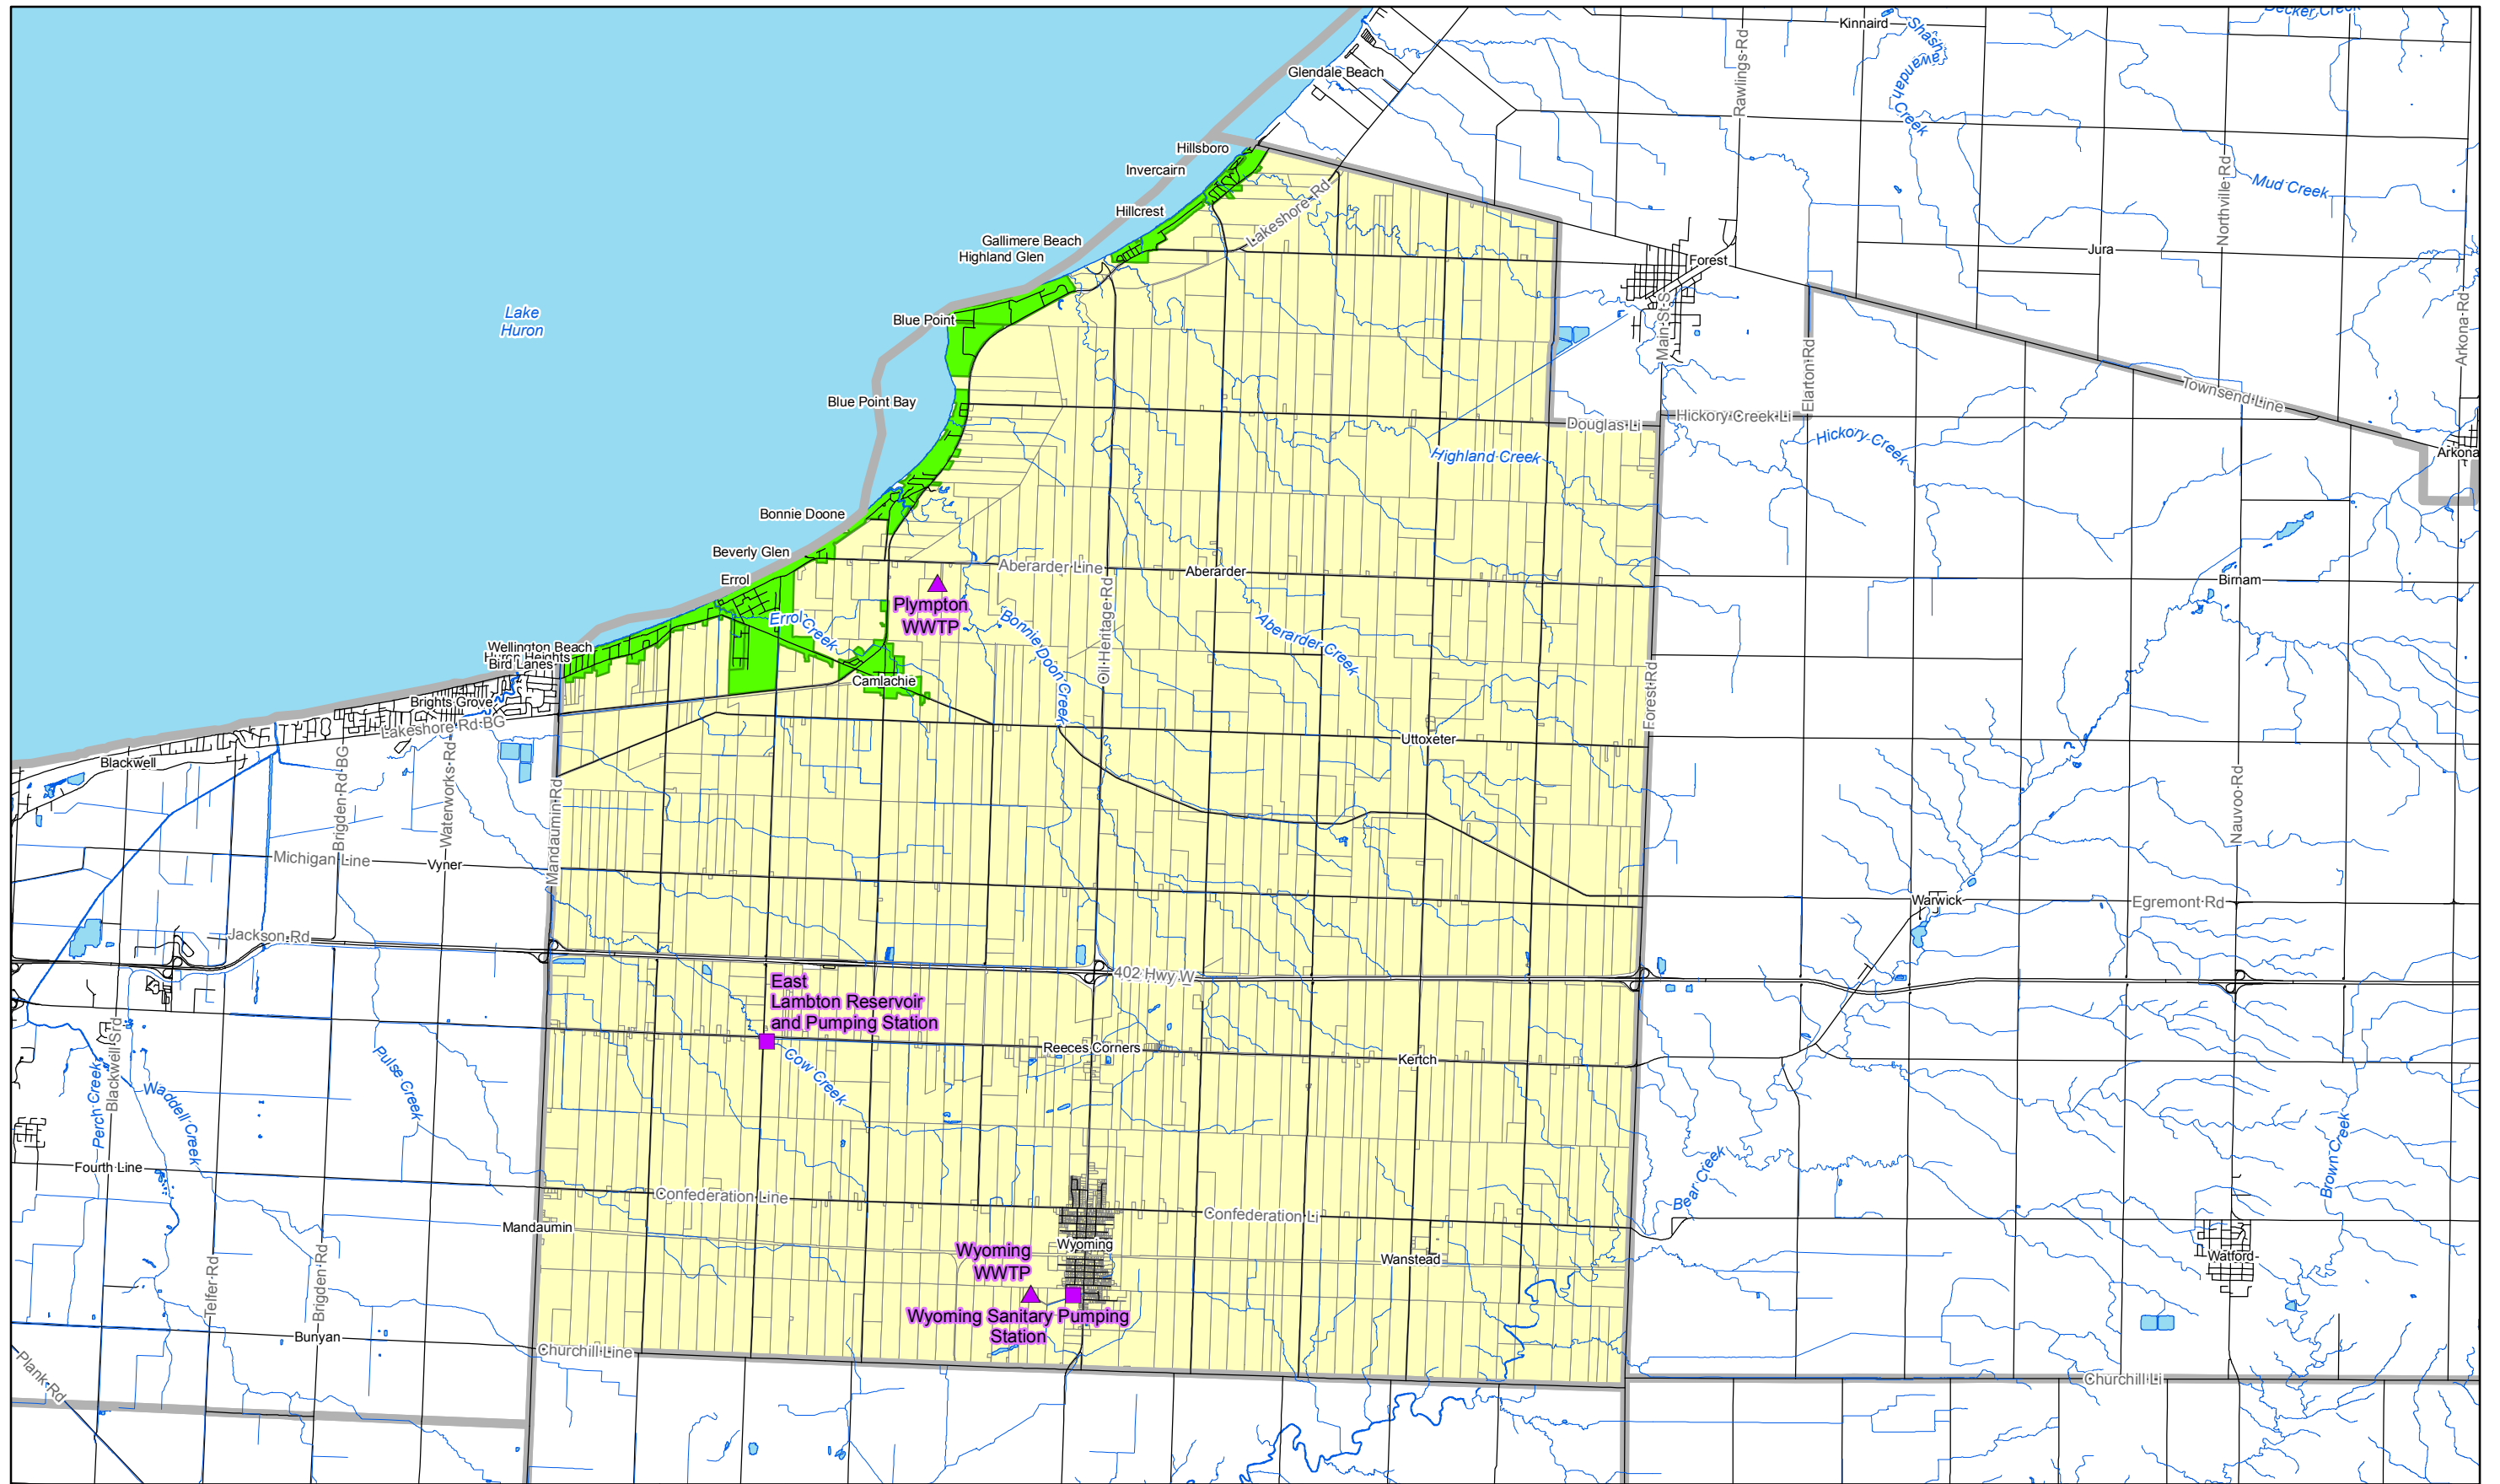 Kinnaird
Becker Creek
Shashawandah Creek
Rawlings Rd
Glendale Beach
Hillsboro
Invercairn
Hillcrest
Lakeshore Rd
Gallimere Beach
Highland Glen
Mud Creek
Northville Rd
Jura
Forest
Main St S
Elarton Rd
Arkona Rd
Lake
Huron
Blue Point
Blue Point Bay
Townsend Line
Douglas Li
Hickory Creek Li
Hickory Creek
Highland Creek
Arkona
Bonnie Doone
Beverly Glen
Errol
Errol Creek
Aberarder Line
Aberarder
Birnam
Plympton
WWTP
Bonnie Doon Creek
Oil Heritage Rd
Aberarder Creek
Wellington Beach
Huron Heights
Bird Lanes
Camlachie
Brights Grove
Lakeshore Rd BG
Forest Rd
Uttoxeter
Blackwell
Brigden Rd BG
Waterworks Rd
Mandaumin Rd
Nauvoo Rd
Michigan Line
Vyner
Warwick
Egremont Rd
Jackson Rd
402 Hwy W
East
Lambton Reservoir
and Pumping Station
Reeces Corners
Kertch
Cow Creek
Pulse Creek
Perch Creek
Blackwell Srd
Waddell Creek
Fourth Line
Confederation Line
Confederation Li
Bear Creek
Brown Creek
Mandaumin
Wyoming
Wyoming
WWTP
Wanstead
Watford
Telfer Rd
Brigden Rd
Wyoming Sanitary Pumping
Station
Bunyan
Churchill Line
Churchill Li
Plank Rd